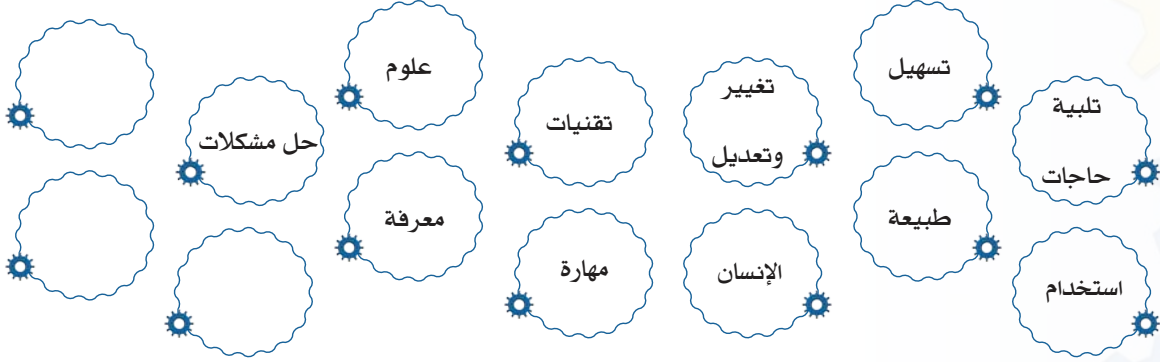 تسهيل
تلبية
حاجات
تغيير
وتعديل
تقنيات
علوم
حل مشكلات
طبيعة
استخدام
الإنسان
مهارة
معرفة